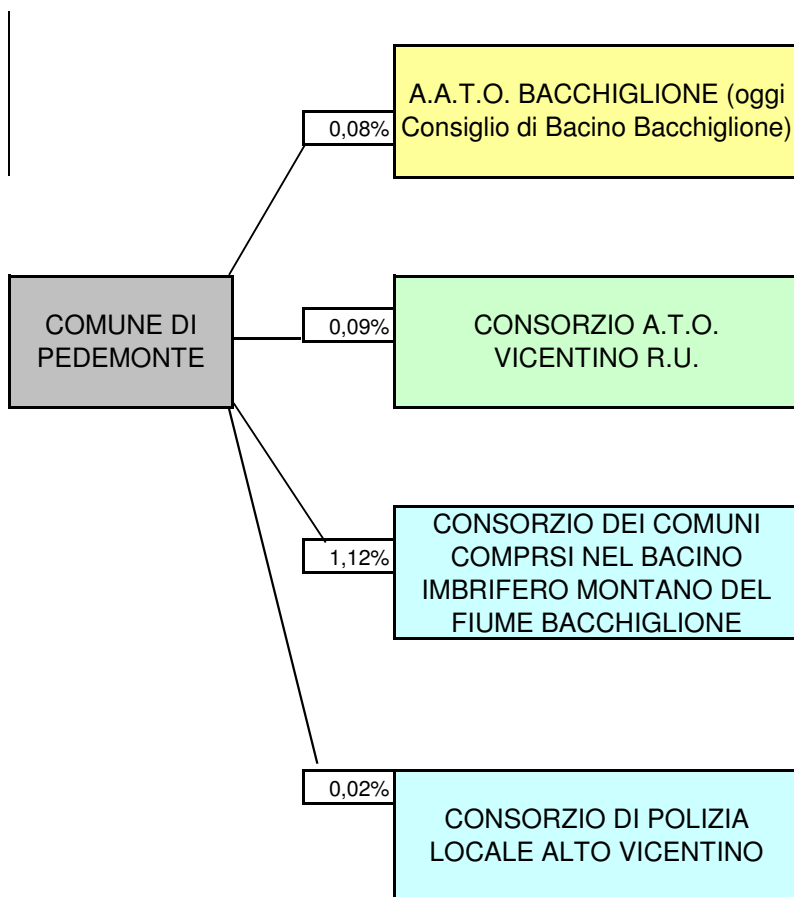 A.A.T.O. BACCHIGLIONE (oggi
Consiglio di Bacino Bacchiglione)
0,08%
COMUNE DI
PEDEMONTE
0,09%
CONSORZIO A.T.O.
VICENTINO R.U.
1,12%
CONSORZIO DEI COMUNI
COMPRSI NEL BACINO
IMBRIFERO MONTANO DEL
FIUME BACCHIGLIONE
0,02%
CONSORZIO DI POLIZIA
LOCALE ALTO VICENTINO